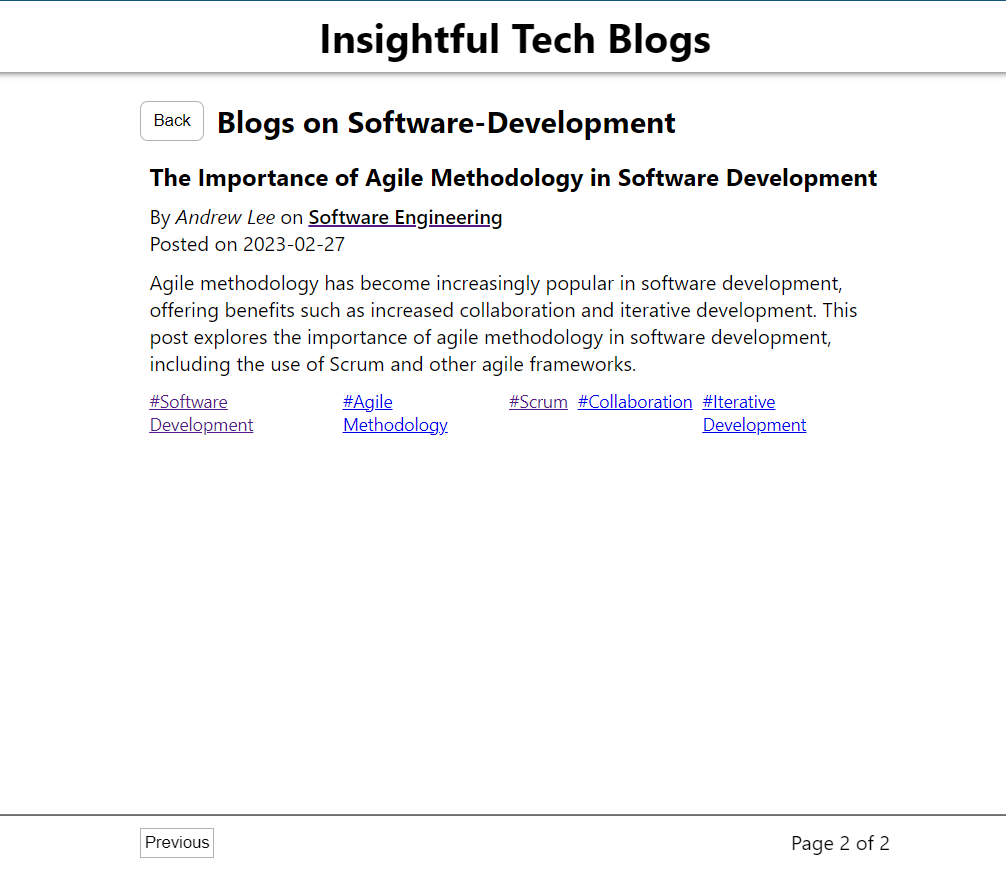 Insightful Tech Blogs
Back
Blogs on Software-Development
The Importance of Agile Methodology in Software Development
By Andrew Lee on Software Engineering
Posted on 2023-02-27
Agile methodology has become increasingly popular in software development,
offering benefits such as increased collaboration and iterative development. This
post explores the importance of agile methodology in software development,
including the use of Scrum and other agile frameworks.
#Software
Development
#Agile
Methodology
#Scrum
#Collaboration
#Iterative
Development
Previous
Page 2 of 2